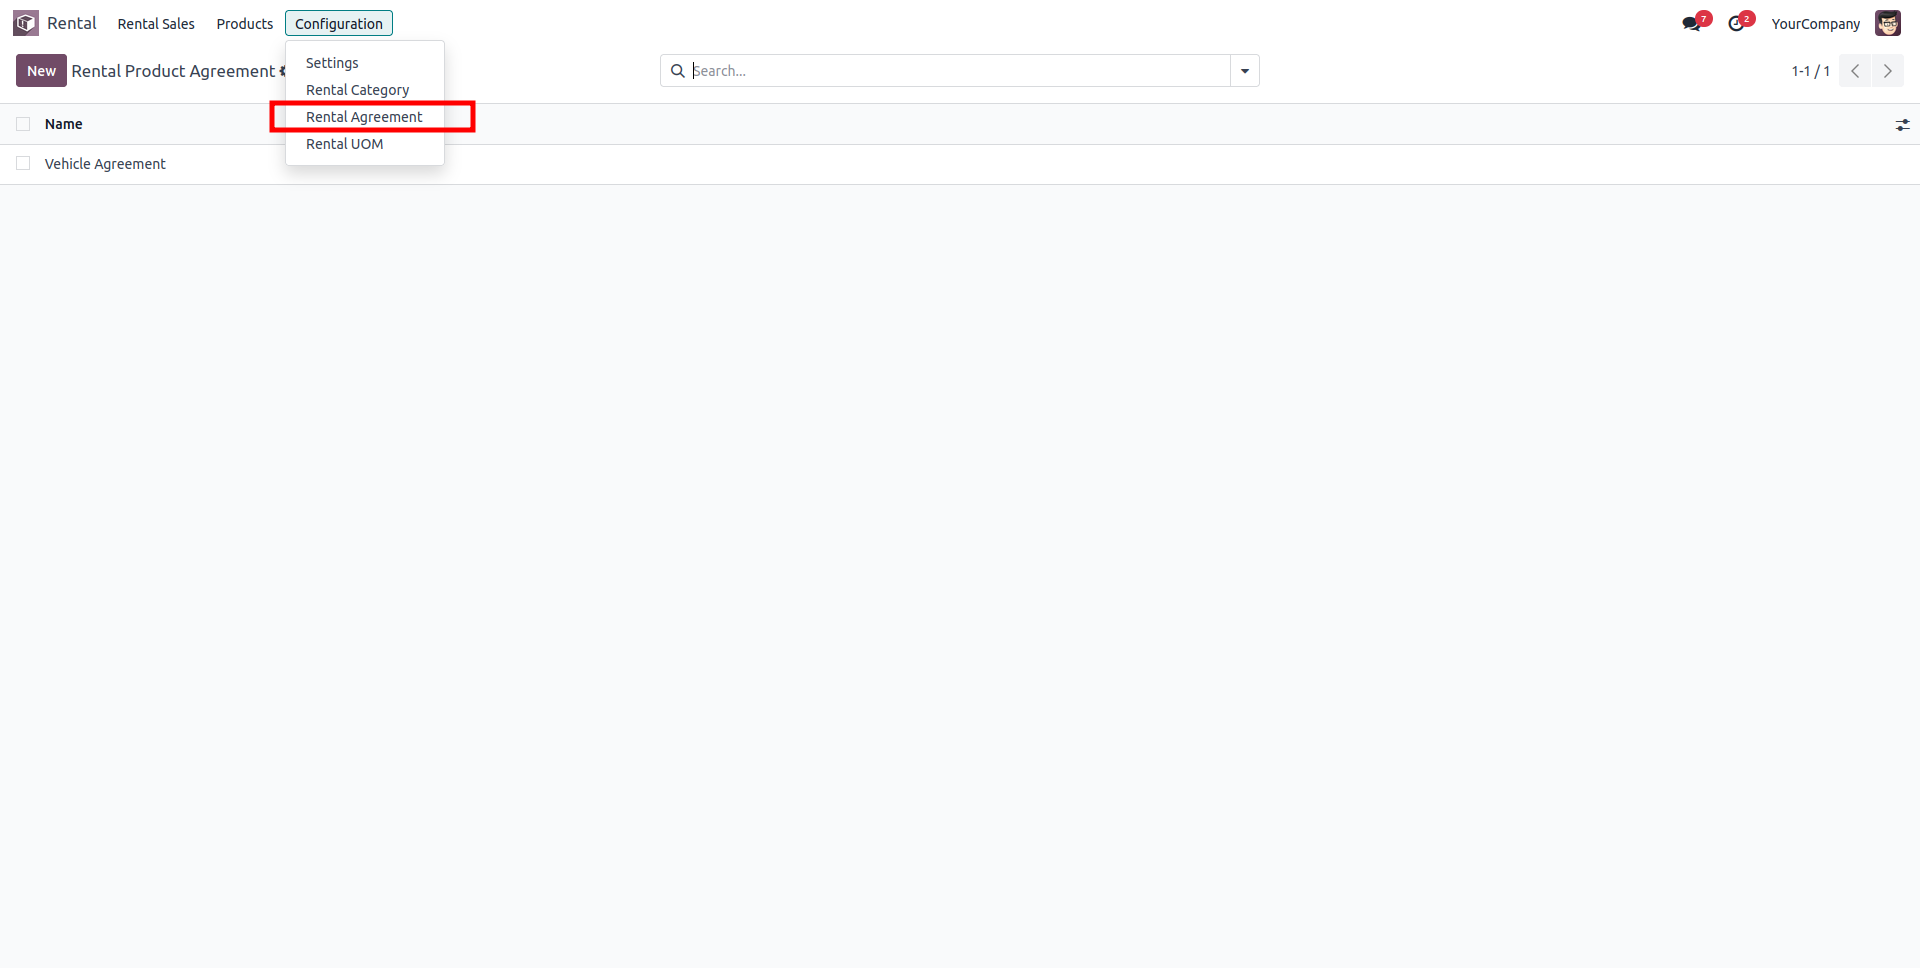 Rental Rental Sales Products Configuration 7 2 YourCompany
New Rental Product Agreement Search... 1-1 / 1
Settings
Rental Category
Rental Agreement
Rental UOM
Name
Vehicle Agreement